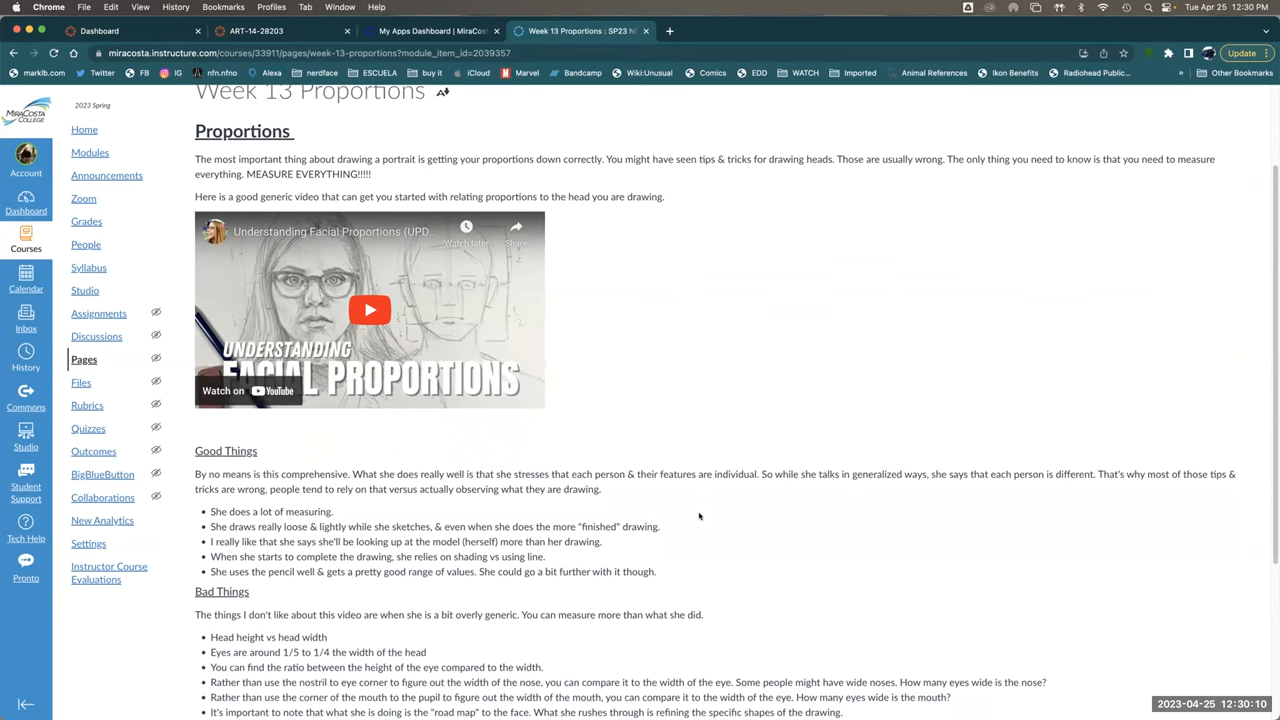 Chrome File Edit View History Bookmarks Profiles Tab Window Help Tue Apr 25 12:30 PM
Dashboard × ART-14-28203 × My Apps Dashboard | MiraCost × Week 13 Proportions : SP23 N × +
miracosta.instructure.com/courses/33911/pages/week-13-proportions?module_item_id=2039357 Update
marklb.com Twitter FB IG nfn.nfno Alexa nerdface ESCUELA buy it iCloud Marvel Bandcamp Wiki:Unusual Comics EDD WATCH Imported Animal References Ikon Benefits Radiohead Public... » Other Bookmarks
MIRACOSTA
COLLEGE
Account
Dashboard
Courses
Calendar
Inbox
History
Commons
Studio
Student
Support
Tech Help
Pronto
2023 Spring
Home
Modules
Announcements
Zoom
Grades
People
Syllabus
Studio
Assignments
Discussions
Pages
Files
Rubrics
Quizzes
Outcomes
BigBlueButton
Collaborations
New Analytics
Settings
Instructor Course
Evaluations
Week 13 Proportions
Proportions
The most important thing about drawing a portrait is getting your proportions down correctly. You might have seen tips & tricks for drawing heads. Those are usually wrong. The only thing you need to know is that you need to measure
everything. MEASURE EVERYTHING!!!!!
Here is a good generic video that can get you started with relating proportions to the head you are drawing.
Understanding Facial Proportions (UPD...
Watch later Share
UNDERSTANDING
FACIAL PROPORTIONS
Watch on YouTube
Good Things
By no means is this comprehensive. What she does really well is that she stresses that each person & their features are individual. So while she talks in generalized ways, she says that each person is different. That's why most of those tips &
tricks are wrong, people tend to rely on that versus actually observing what they are drawing.
• She does a lot of measuring.
• She draws really loose & lightly while she sketches, & even when she does the more "finished" drawing.
• I really like that she says she'll be looking up at the model (herself) more than her drawing.
• When she starts to complete the drawing, she relies on shading vs using line.
• She uses the pencil well & gets a pretty good range of values. She could go a bit further with it though.
Bad Things
The things I don't like about this video are when she is a bit overly generic. You can measure more than what she did.
• Head height vs head width
• Eyes are around 1/5 to 1/4 the width of the head
• You can find the ratio between the height of the eye compared to the width.
• Rather than use the nostril to eye corner to figure out the width of the nose, you can compare it to the width of the eye. Some people might have wide noses. How many eyes wide is the nose?
• Rather than use the corner of the mouth to the pupil to figure out the width of the mouth, you can compare it to the width of the eye. How many eyes wide is the mouth?
• It's important to note that what she is doing is the "road map" to the face. What she rushes through is refining the specific shapes of the drawing.
2023-04-25 12:30:10